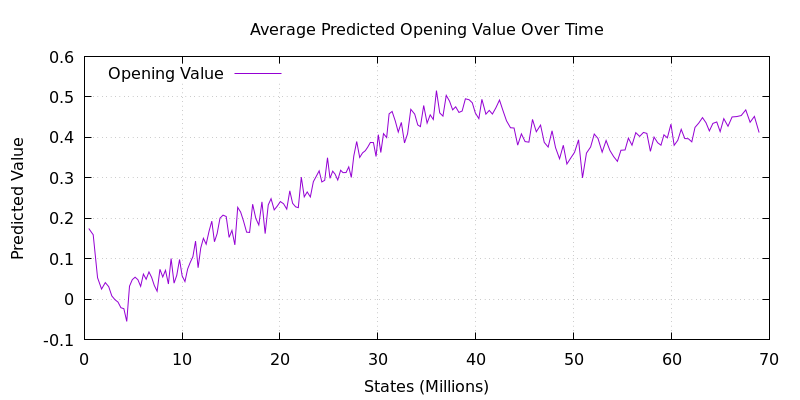 Average Predicted Opening Value Over Time
Opening Value
Predicted Value
0.6
0.5
0.4
0.3
0.2
0.1
0
-0.1
0 10 20 30 40 50 60 70
States (Millions)